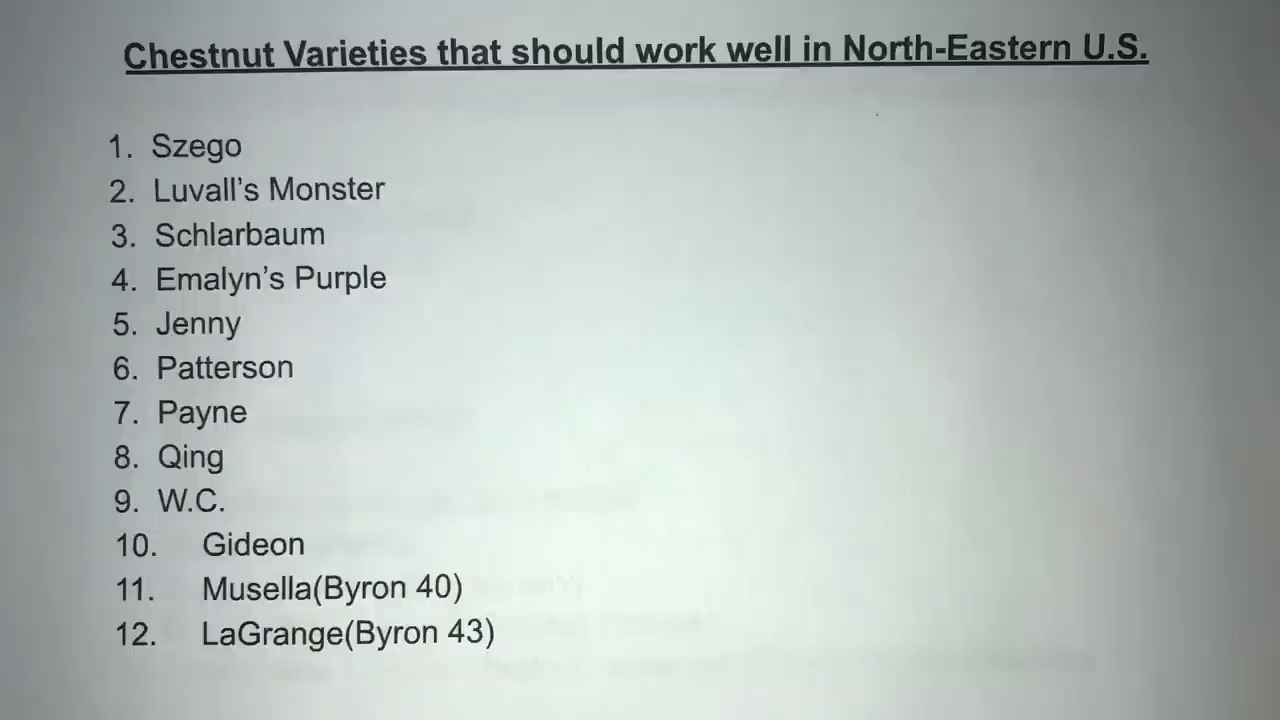 Chestnut Varieties that should work well in North-Eastern U.S.
1. Szego
2. Luvall's Monster
3. Schlarbaum
4. Emalyn's Purple
5. Jenny
6. Patterson
7. Payne
8. Qing
9. W.C.
10. Gideon
11. Musella(Byron 40)
12. LaGrange(Byron 43)